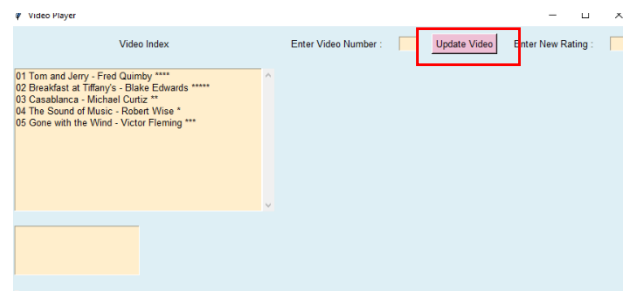 Video Player
Video Index Enter Video Number : Update Video Enter New Rating :
01 Tom and Jerry - Fred Quimby ****
02 Breakfast at Tiffany's - Blake Edwards *****
03 Casablanca - Michael Curtiz **
04 The Sound of Music - Robert Wise *
05 Gone with the Wind - Victor Fleming ***